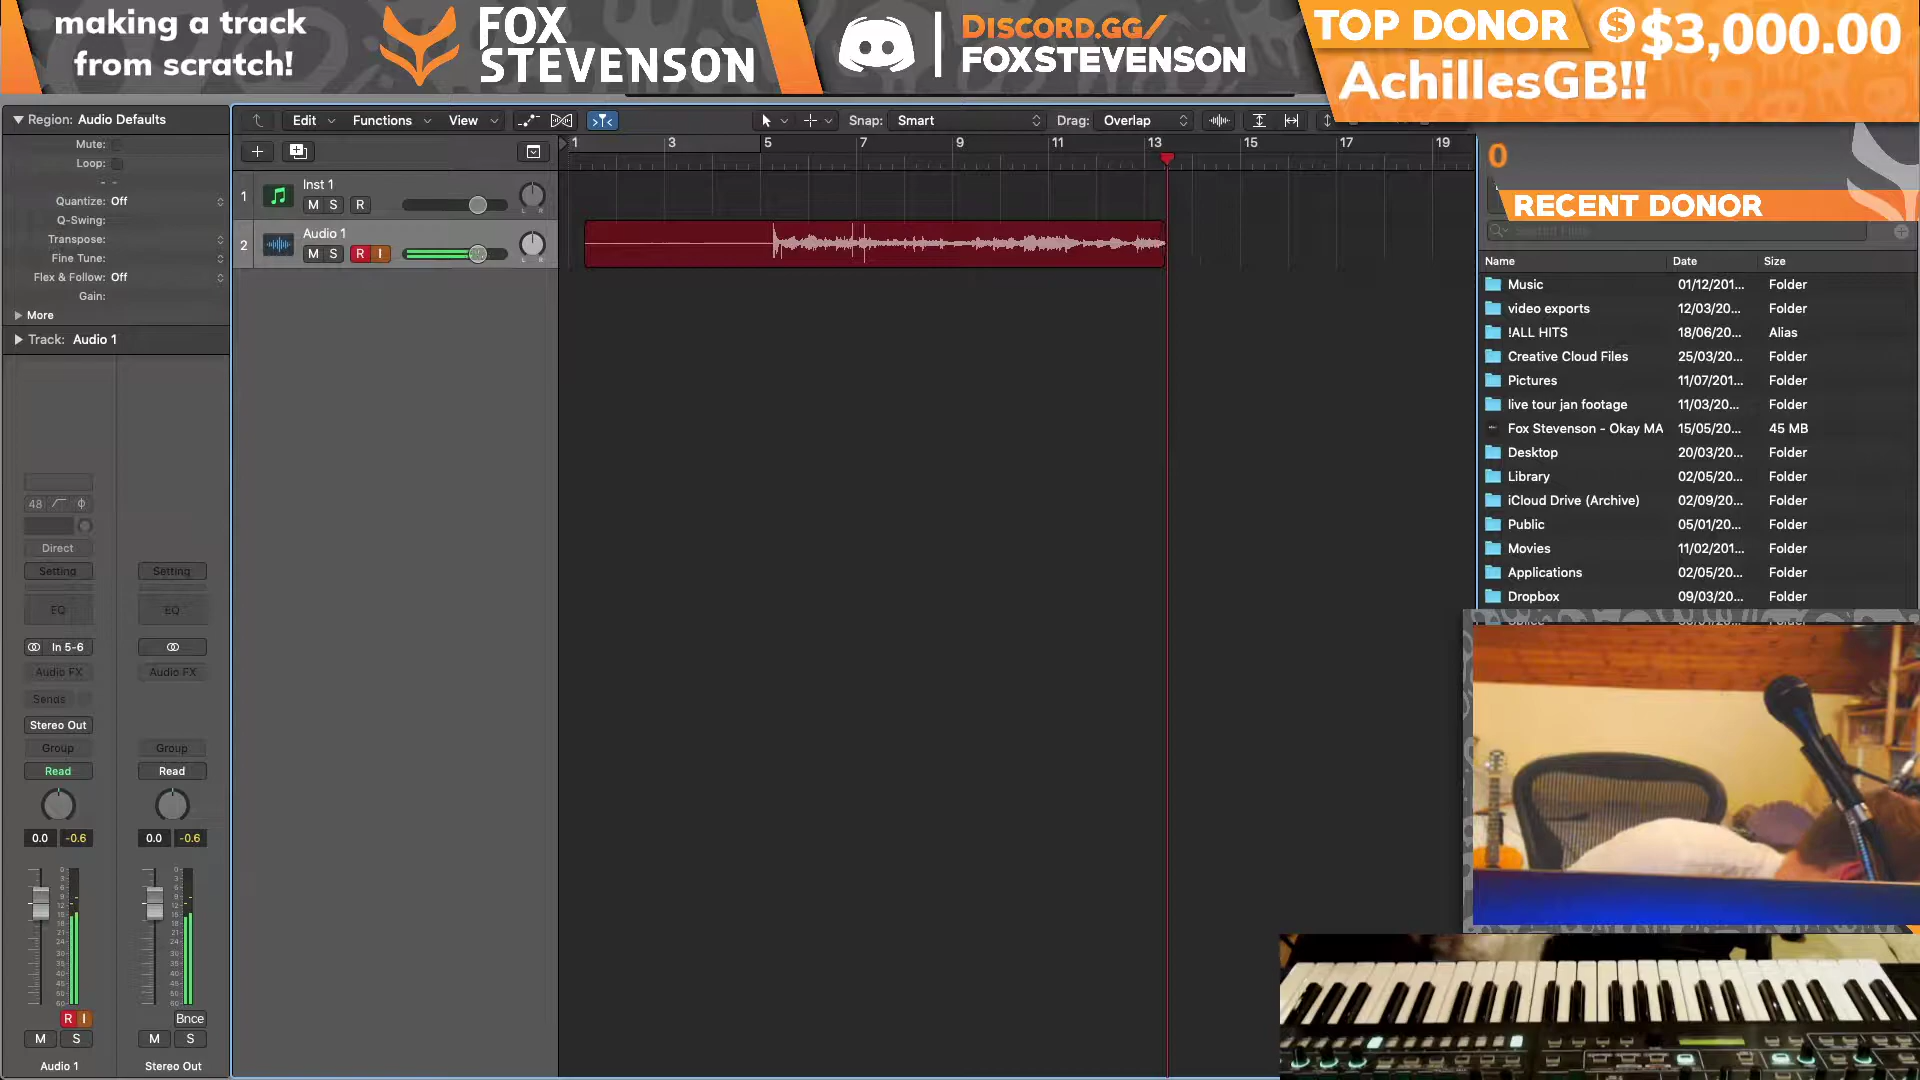 making a track
from scratch!
FOX
STEVENSON
DISCORD.GG/
FOXSTEVENSON
TOP DONOR
$3,000.00
AchillesGB!!
0
RECENT DONOR
Region: Audio Defaults
Mute:
Loop:
Quantize: Off
Q-Swing:
Transpose:
Fine Tune:
Flex & Follow: Off
Gain:
More
Track: Audio 1
Edit Functions View
Snap: Smart
Drag: Overlap
1 3 5 7 9 11 13 15 17 19
1 Inst 1
M S R
2 Audio 1
M S R I
Name Date Size
Music 01/12/201... Folder
video exports 12/03/20... Folder
!ALL HITS 18/06/20... Alias
Creative Cloud Files 25/03/20... Folder
Pictures 11/07/201... Folder
live tour jan footage 11/03/20... Folder
Fox Stevenson - Okay MA 15/05/20... 45 MB
Desktop 20/03/20... Folder
Library 02/05/20... Folder
iCloud Drive (Archive) 02/09/20... Folder
Public 05/01/20... Folder
Movies 11/02/201... Folder
Applications 02/05/20... Folder
Dropbox 09/03/20... Folder
48
Direct
Setting Setting
EQ EQ
In 5-6
Audio FX Audio FX
Sends
Stereo Out
Group Group
Read Read
0.0 -0.6 0.0 -0.6
R I Bnce
M S M S
Audio 1 Stereo Out